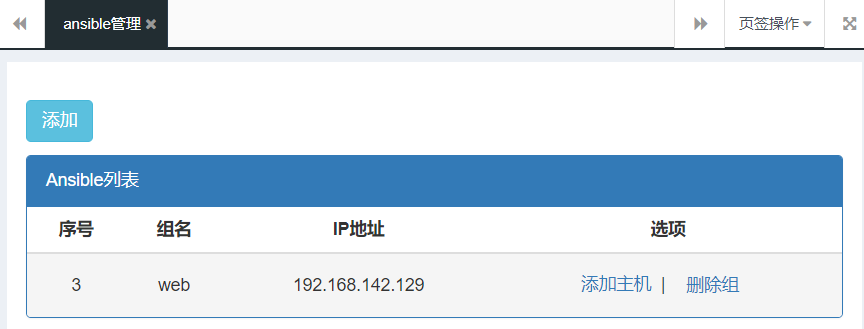 ansible管理 页签操作
添加
Ansible列表
序号 组名 IP地址 选项
3 web 192.168.142.129 添加主机 | 删除组